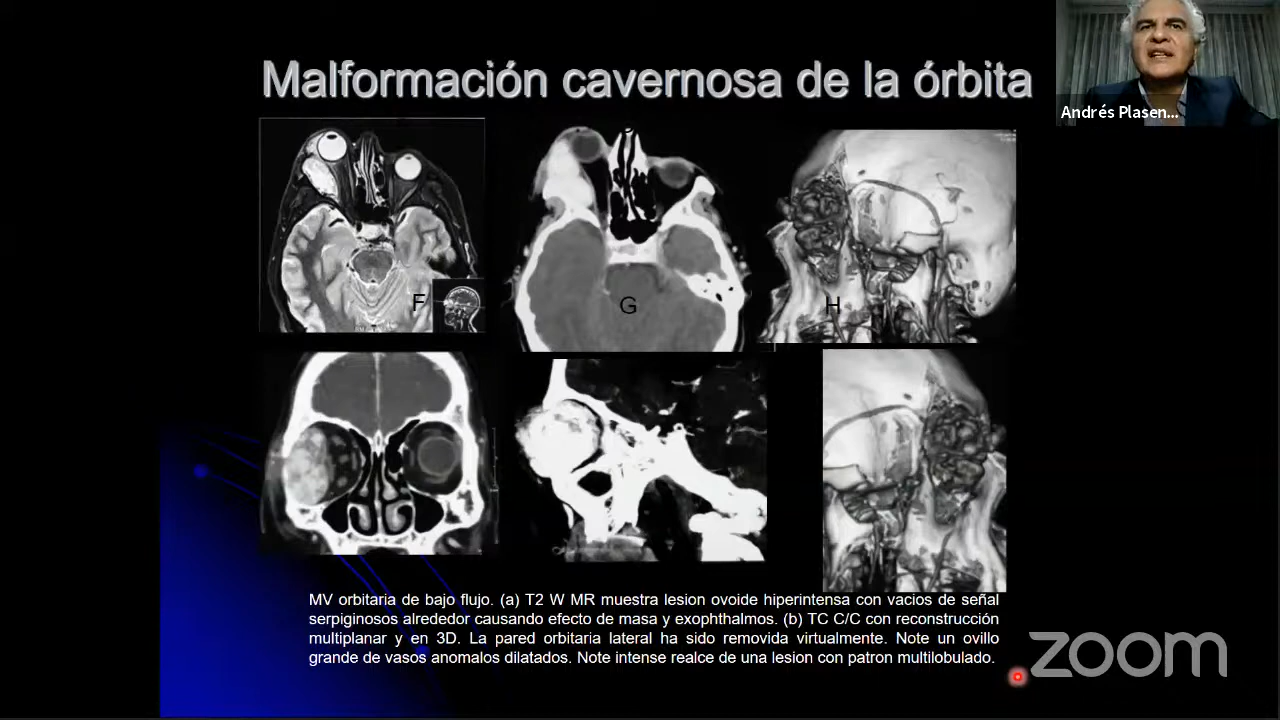 Malformación cavernosa de la órbita
Andrés Plasen...
F
G
H
MV orbitaria de bajo flujo. (a) T2 W MR muestra lesion ovoide hiperintensa con vacios de señal
serpiginosos alrededor causando efecto de masa y exophthalmos. (b) TC C/C con reconstrucción
multiplanar y en 3D. La pared orbitaria lateral ha sido removida virtualmente. Note un ovillo
grande de vasos anomalos dilatados. Note intense realce de una lesion con patron multilobulado.
zoom